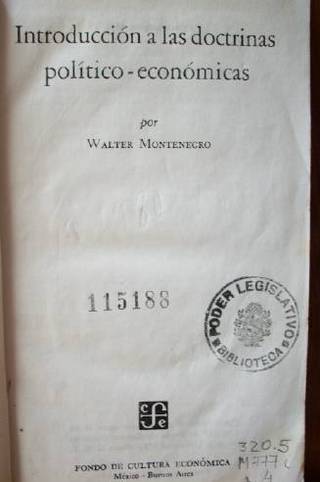 Introducción a las doctrinas
político-económicas
por
WALTER MONTENEGRO
115188
PODER LEGISLATIVO
BIBLIOTECA
FONDO DE CULTURA ECONÓMICA
México - Buenos Aires
320.5
M777i